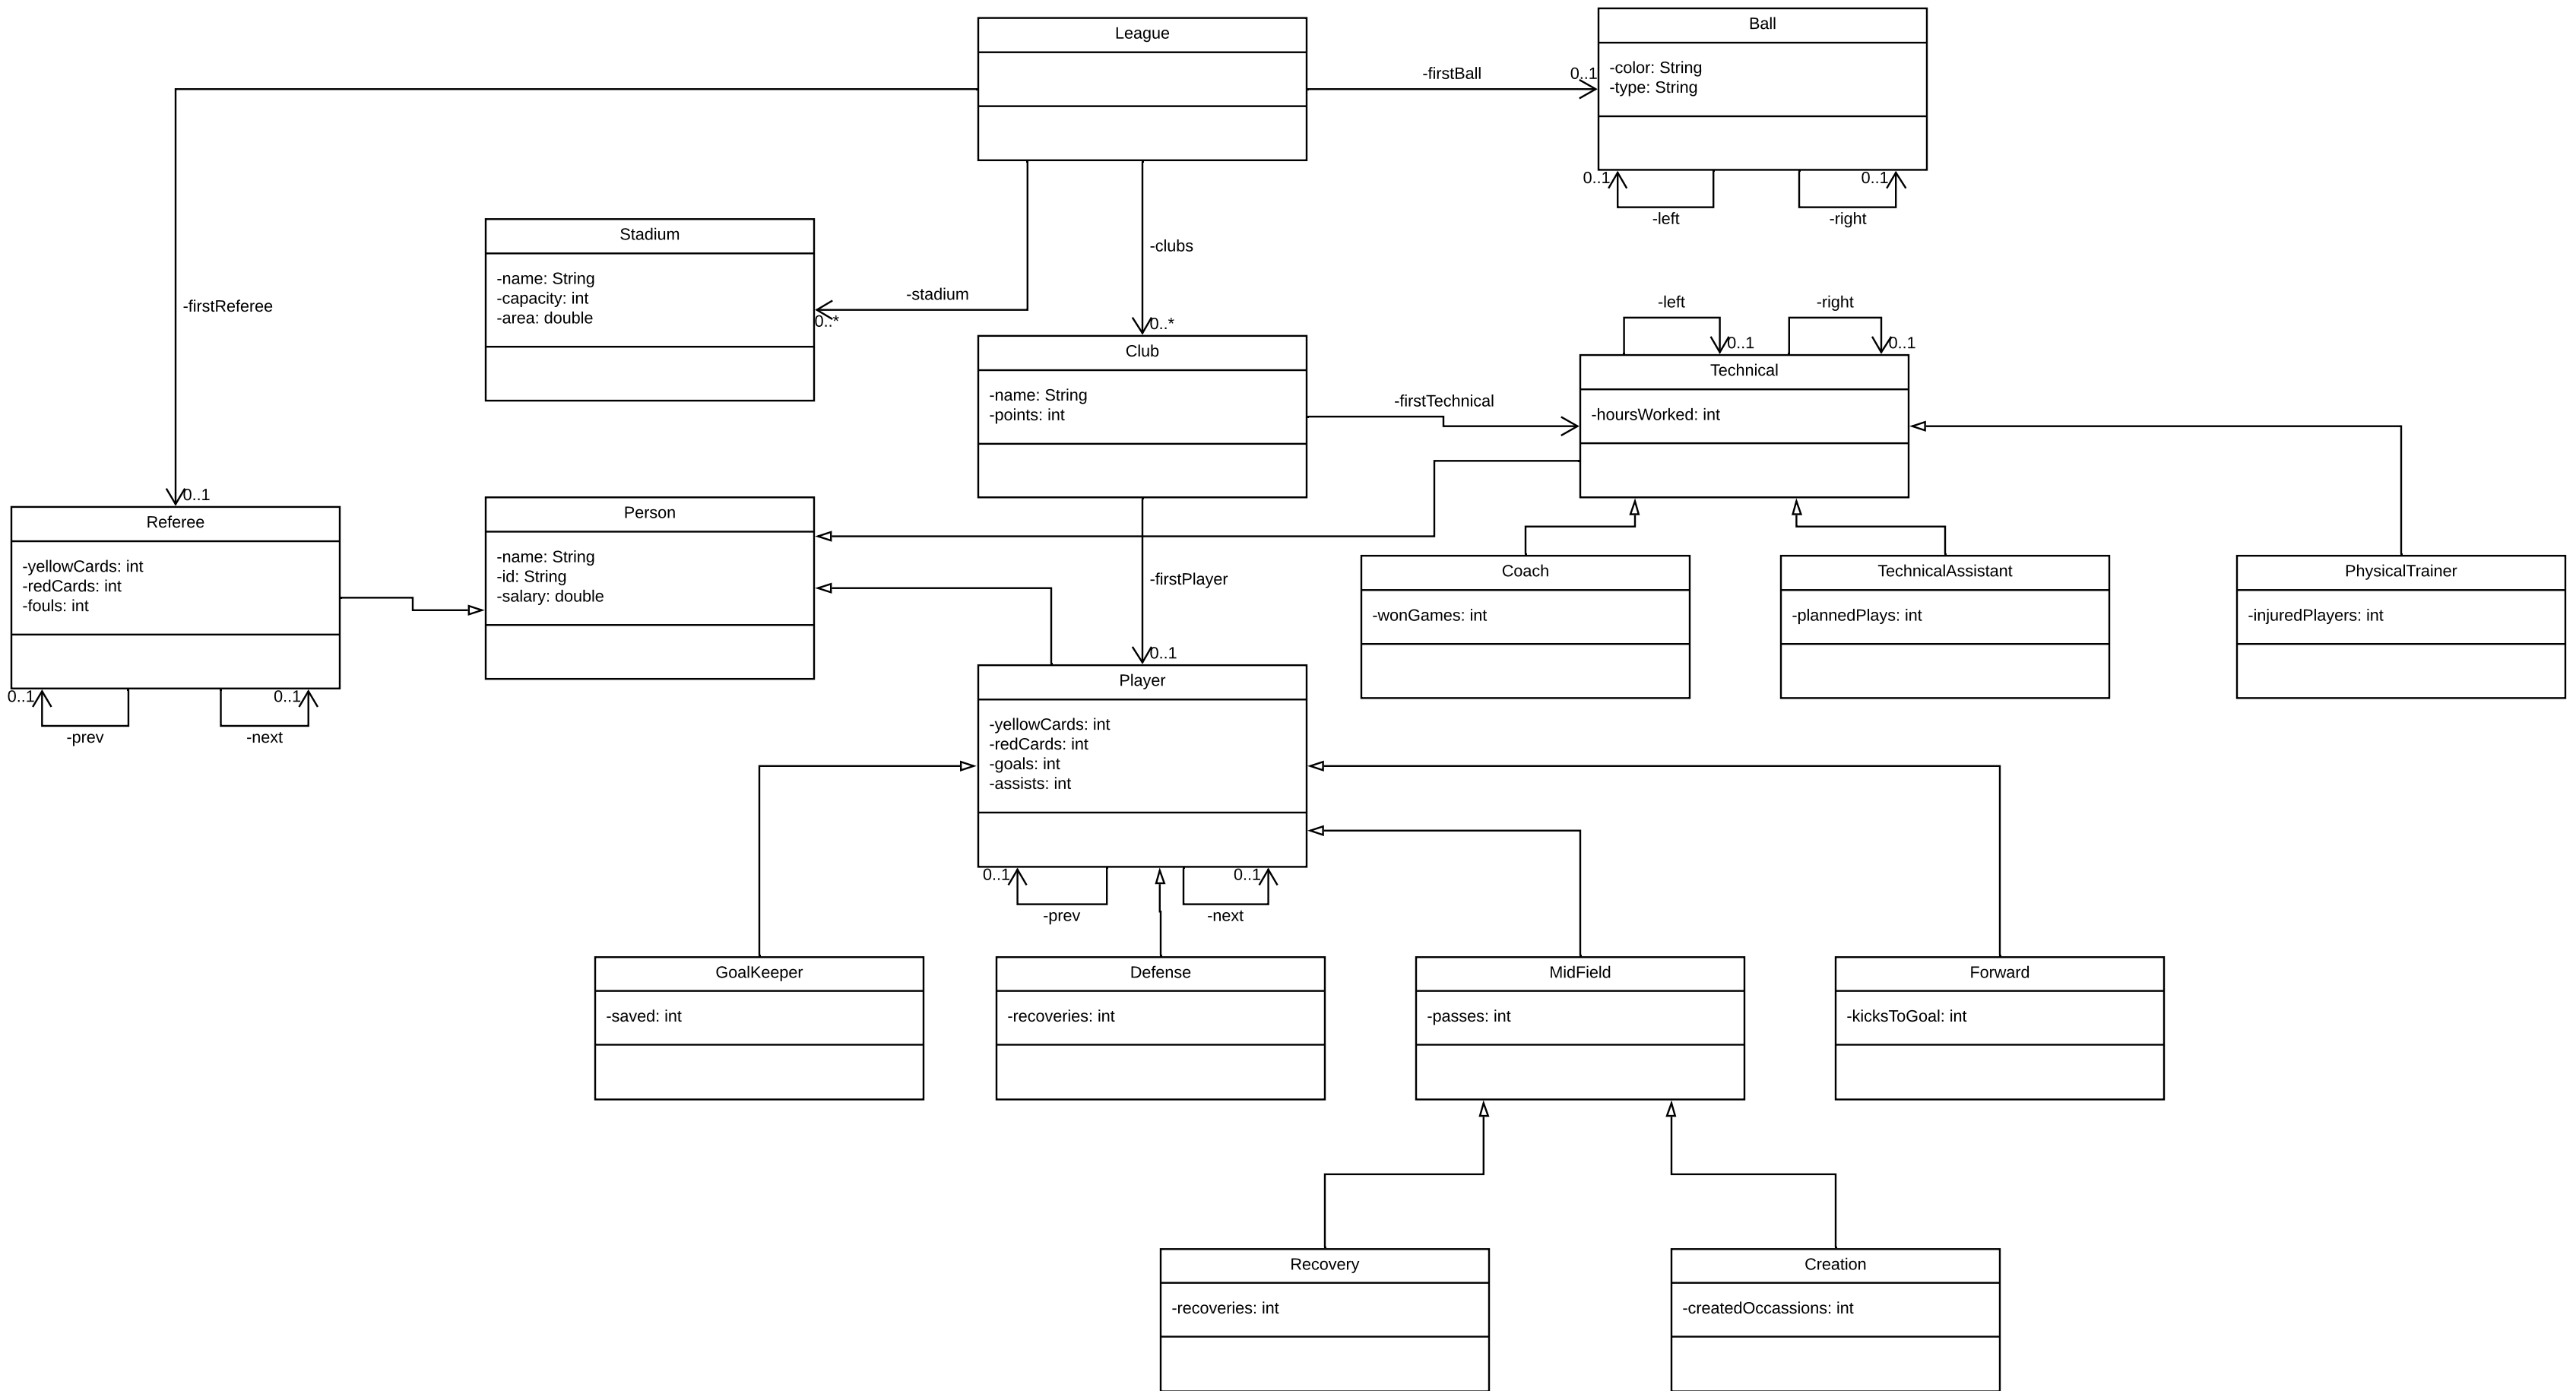 League
Ball
-color: String
-type: String
-firstBall
0..1
0..1
0..1
-left
-right
Stadium
-name: String
-capacity: int
-area: double
-stadium
0..*
-clubs
0..*
-firstReferee
0..1
Club
-name: String
-points: int
-firstTechnical
-left
-right
0..1
0..1
Technical
-hoursWorked: int
Referee
-yellowCards: int
-redCards: int
-fouls: int
0..1
0..1
-prev
-next
Person
-name: String
-id: String
-salary: double
-firstPlayer
0..1
Coach
-wonGames: int
TechnicalAssistant
-plannedPlays: int
PhysicalTrainer
-injuredPlayers: int
Player
-yellowCards: int
-redCards: int
-goals: int
-assists: int
0..1
0..1
-prev
-next
GoalKeeper
-saved: int
Defense
-recoveries: int
MidField
-passes: int
Forward
-kicksToGoal: int
Recovery
-recoveries: int
Creation
-createdOccassions: int